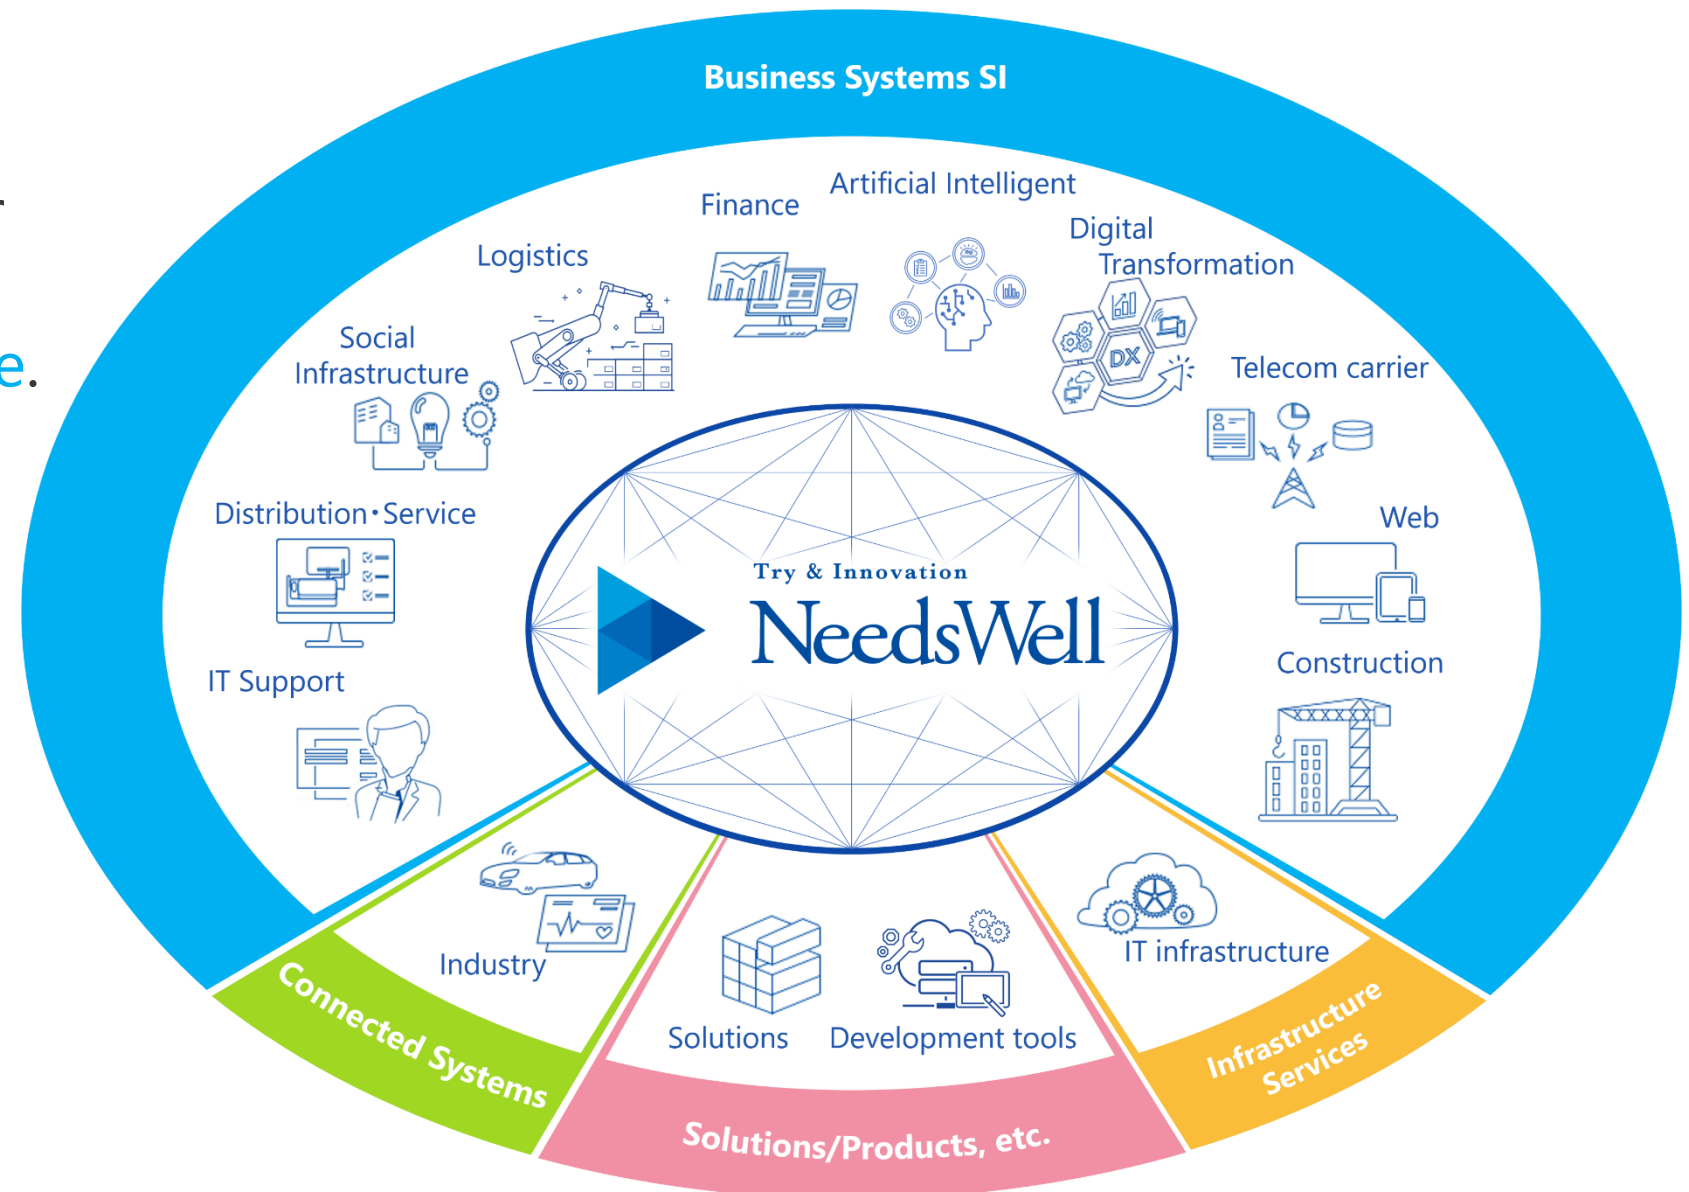 Business Systems SI
Artificial Intelligent
Finance
Digital
Transformation
Logistics
Social
Infrastructure
Telecom carrier
e.
DX
Distribution・Service
Web
Try & Innovation
NeedsWell
IT Support
Construction
Industry
IT infrastructure
Solutions
Development tools
Connected Systems
Infrastructure
Services
Solutions/Products, etc.